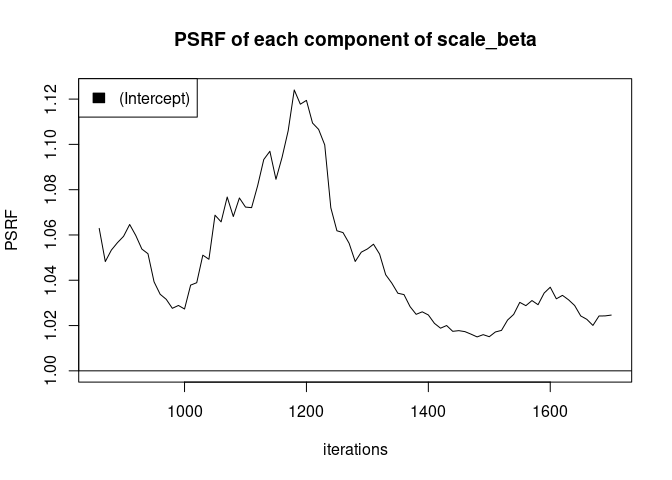 PSRF of each component of scale_beta
(Intercept)
PSRF
1.12
1.10
1.08
1.06
1.04
1.02
1.00
1000 1200 1400 1600
iterations